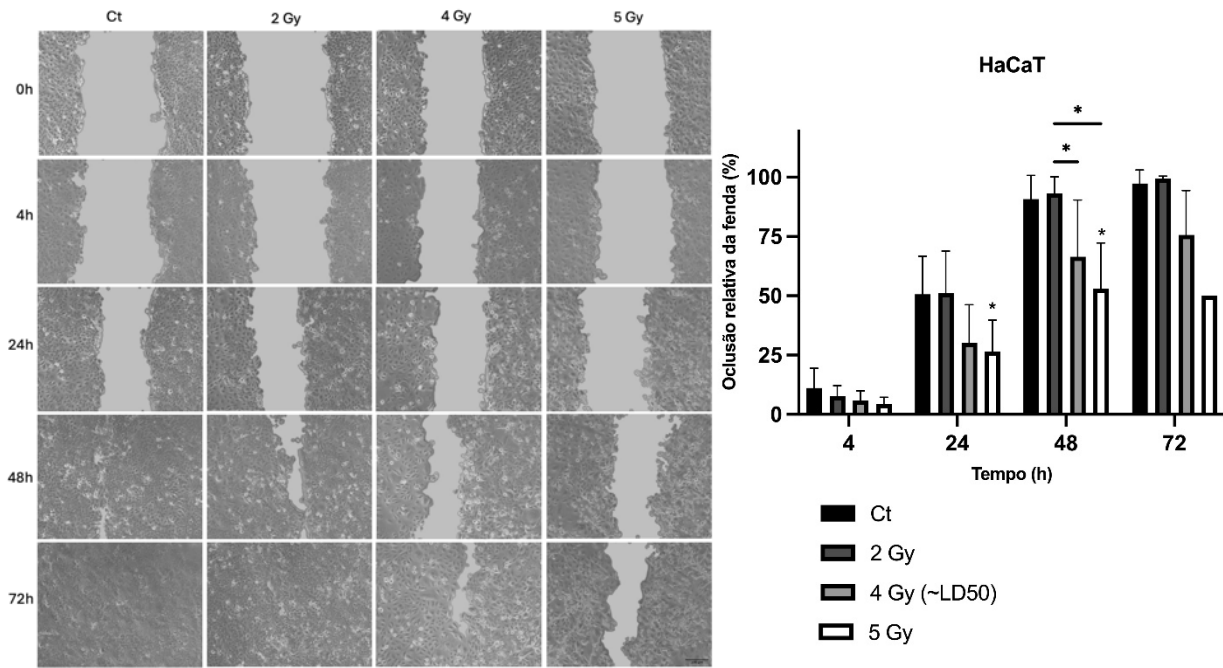 Ct 2 Gy 4 Gy 5 Gy
0h
4h
24h
48h
72h
HaCaT
Oclusão relativa da fenda (%)
100
75
50
25
0
*
*
*
*
4 24 48 72
Tempo (h)
Ct
2 Gy
4 Gy (~LD50)
5 Gy